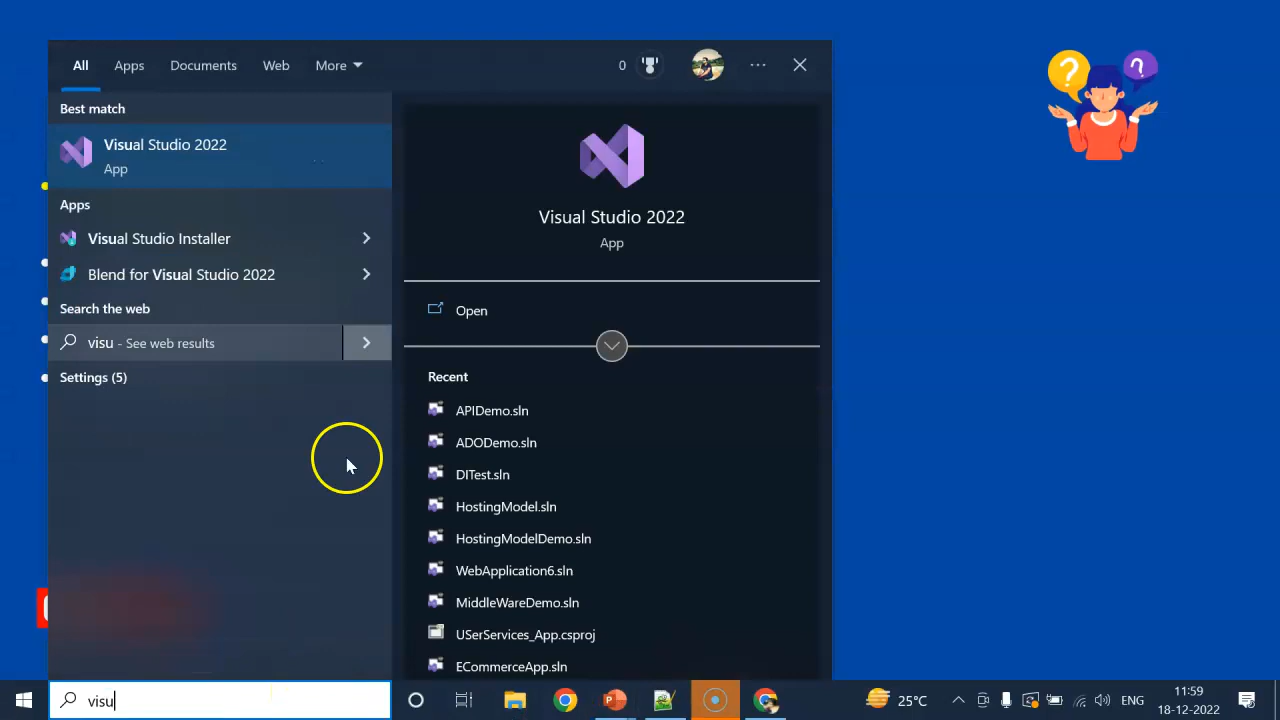 All Apps Documents Web More 0
Best match
Visual Studio 2022
App
Apps
Visual Studio Installer
Blend for Visual Studio 2022
Search the web
visu - See web results
Settings (5)
Visual Studio 2022
App
Open
Recent
APIDemo.sln
ADODemo.sln
DITest.sln
HostingModel.sln
HostingModelDemo.sln
WebApplication6.sln
MiddleWareDemo.sln
USerServices_App.csproj
ECommerceApp.sln
? ?
visu
25°C
ENG
11:59
18-12-2022